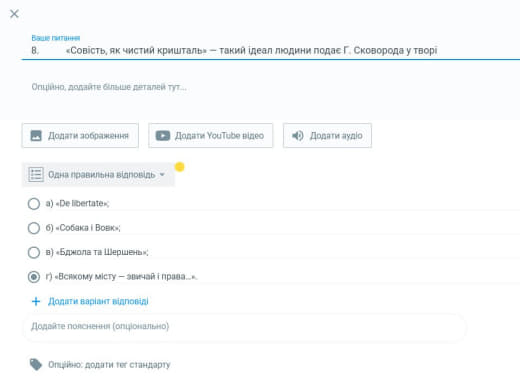 Ваше питання
8. «Совість, як чистий кришталь» — такий ідеал людини подає Г. Сковорода у творі
Опційно, додайте більше деталей тут...
Додати зображення Додати YouTube відео Додати аудіо
Одна правильна відповідь
а) «De libertate»;
б) «Собака і Вовк»;
в) «Бджола та Шершень»;
г) «Всякому місту — звичай і права...».
Додати варіант відповіді
Додайте пояснення (опціонально)
Опційно: додати тег стандарту